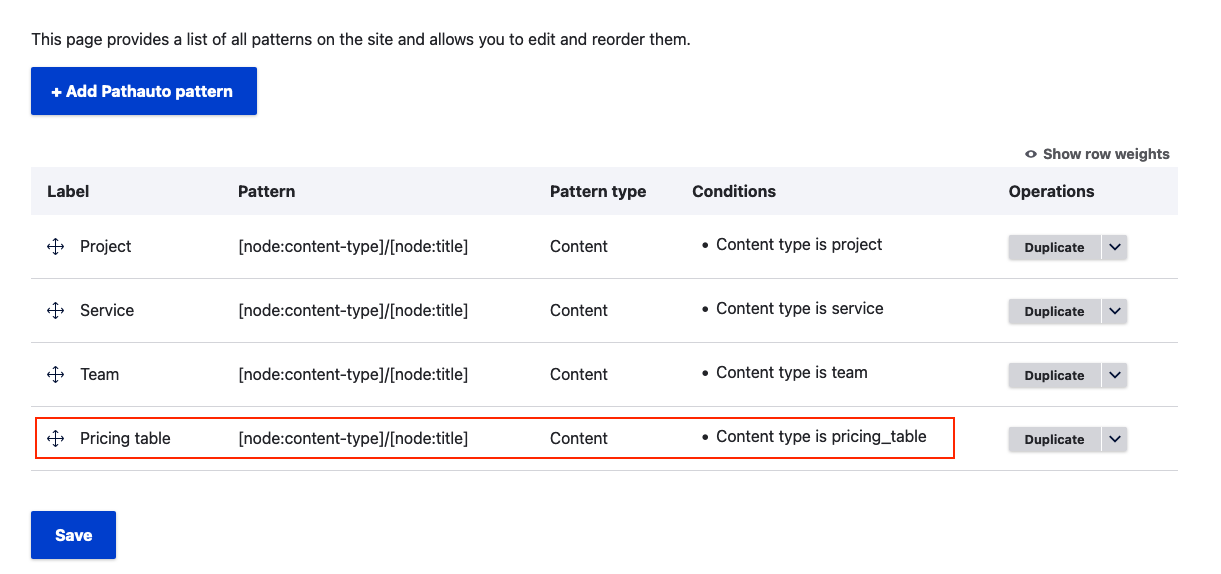 This page provides a list of all patterns on the site and allows you to edit and reorder them.
+ Add Pathauto pattern
Show row weights
Label Pattern Pattern type Conditions Operations
Project [node:content-type]/[node:title] Content • Content type is project Duplicate
Service [node:content-type]/[node:title] Content • Content type is service Duplicate
Team [node:content-type]/[node:title] Content • Content type is team Duplicate
Pricing table [node:content-type]/[node:title] Content • Content type is pricing_table Duplicate
Save